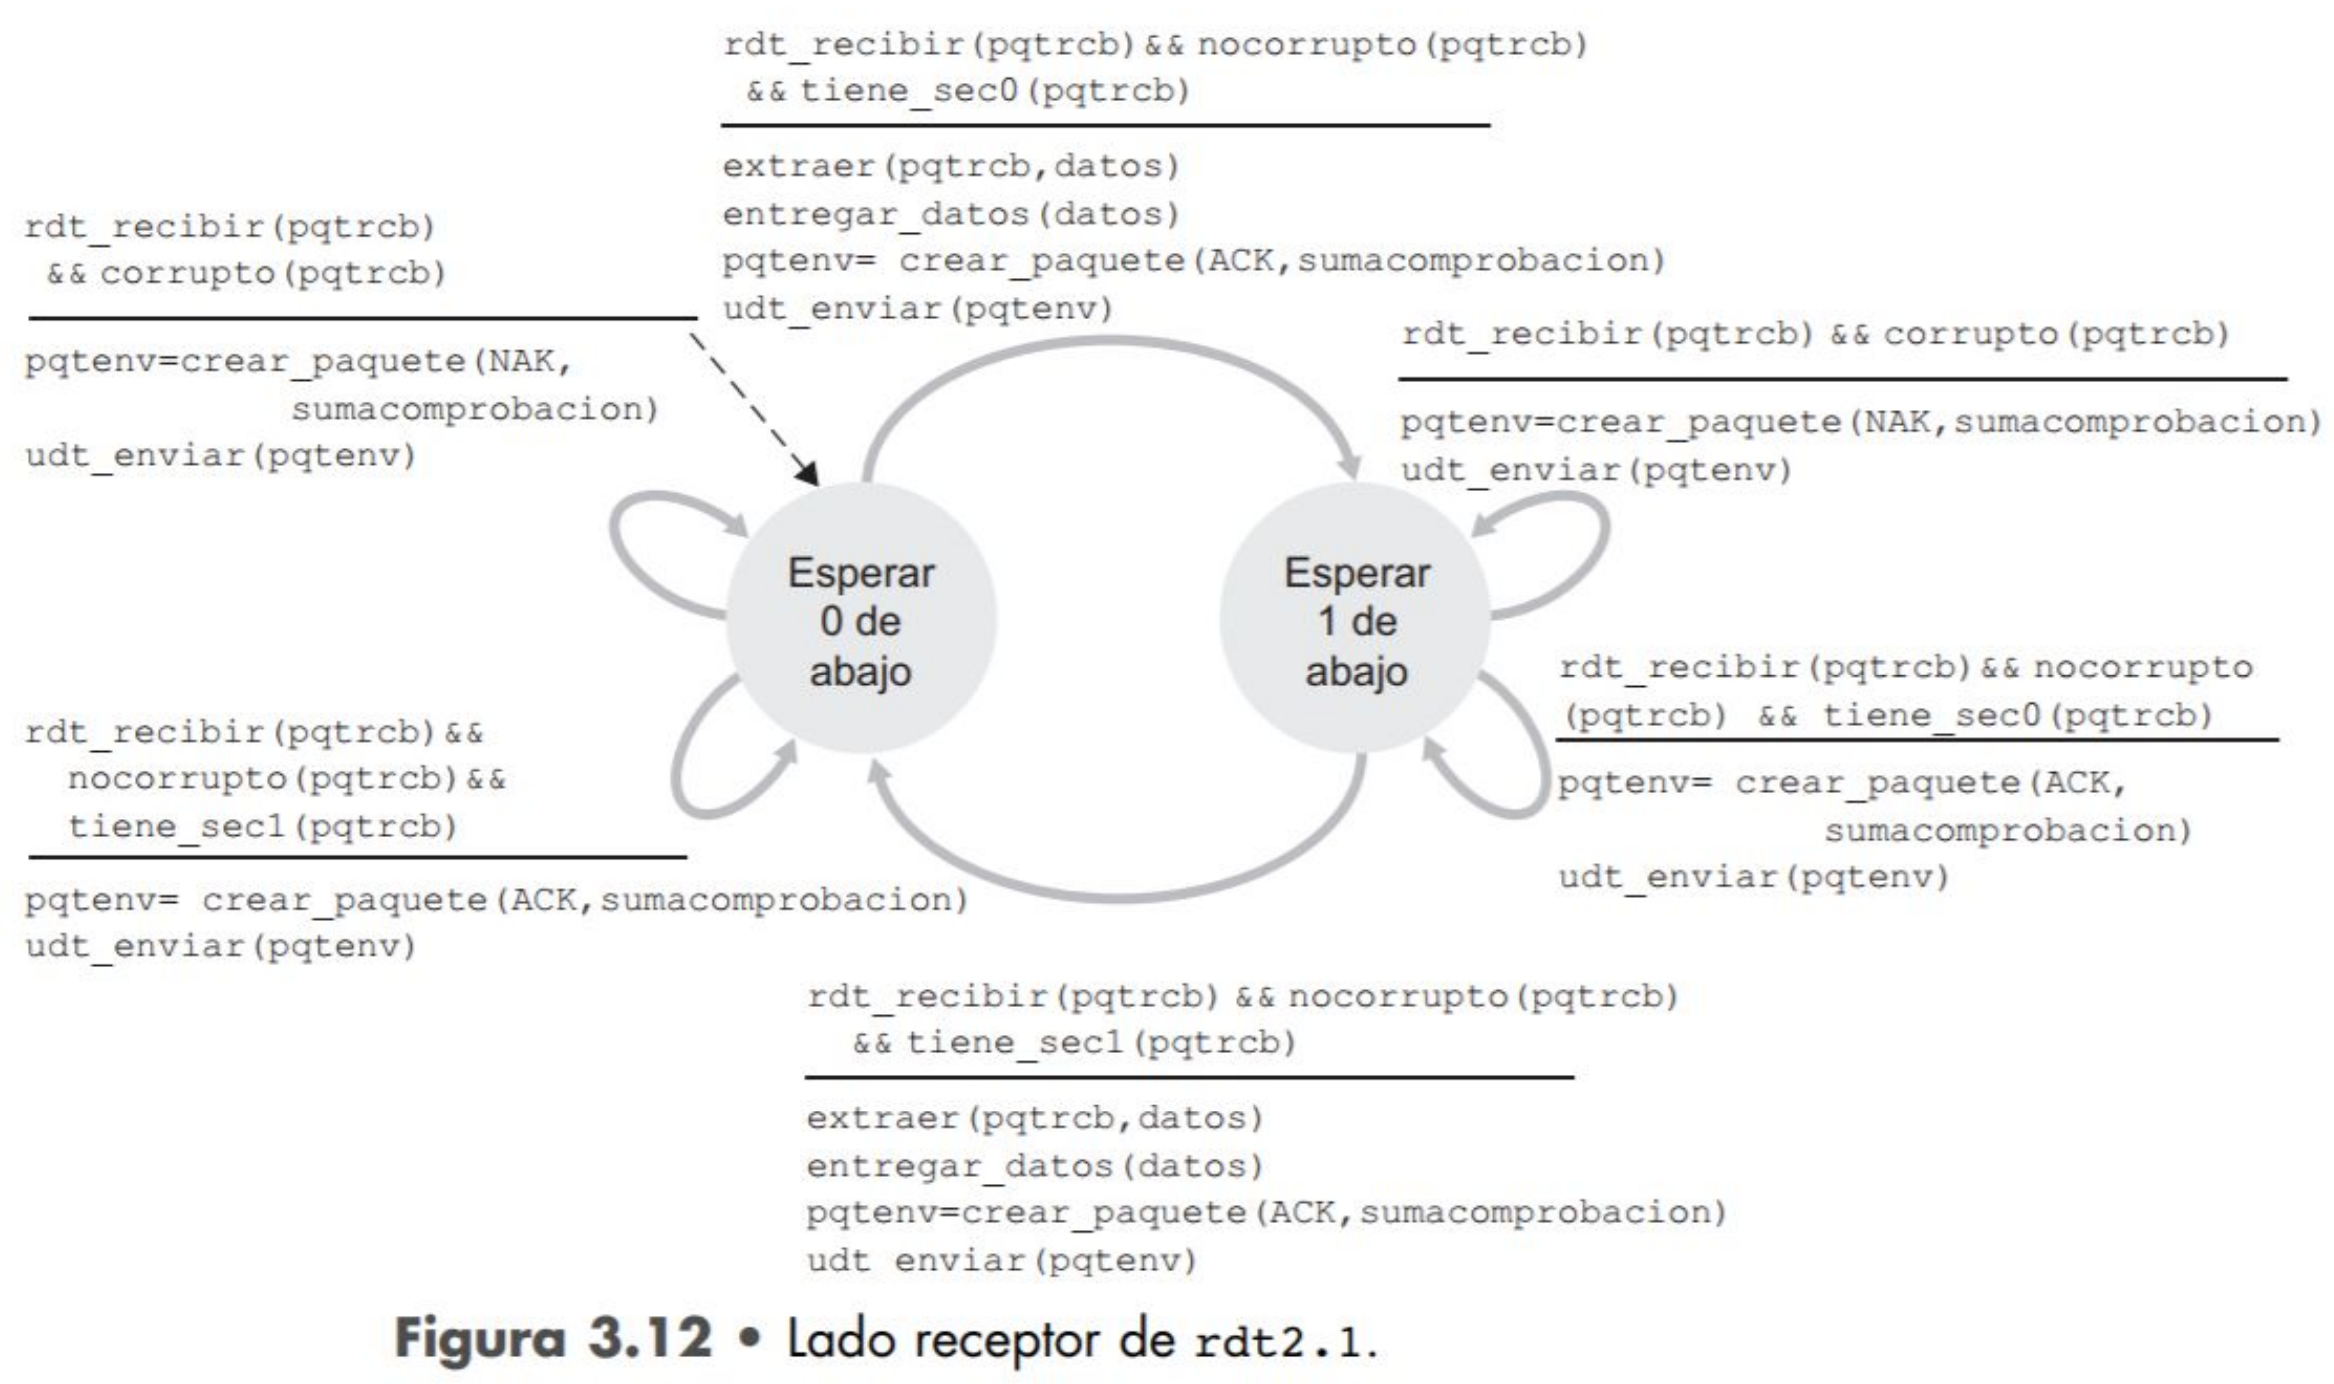 rdt_recibir(pqtrcb)&& nocorrupto(pqtrcb)
&& tiene_sec0(pqtrcb)
extraer(pqtrcb,datos)
entregar_datos(datos)
pqtenv= crear_paquete(ACK,sumacomprobacion)
udt_enviar(pqtenv)
rdt_recibir(pqtrcb)
&& corrupto(pqtrcb)
pqtenv=crear_paquete(NAK,
sumacomprobacion)
udt_enviar(pqtenv)
rdt_recibir(pqtrcb) && corrupto(pqtrcb)
pqtenv=crear_paquete(NAK,sumacomprobacion)
udt_enviar(pqtenv)
Esperar
0 de
abajo
Esperar
1 de
abajo
rdt_recibir(pqtrcb)&& nocorrupto
(pqtrcb) && tiene_sec0(pqtrcb)
pqtenv= crear_paquete(ACK,
sumacomprobacion)
udt_enviar(pqtenv)
rdt_recibir(pqtrcb)&&
nocorrupto(pqtrcb)&&
tiene_sec1(pqtrcb)
pqtenv= crear_paquete(ACK,sumacomprobacion)
udt_enviar(pqtenv)
rdt_recibir(pqtrcb) && nocorrupto(pqtrcb)
&& tiene_sec1(pqtrcb)
extraer(pqtrcb,datos)
entregar_datos(datos)
pqtenv=crear_paquete(ACK,sumacomprobacion)
udt enviar(pqtenv)
Figura 3.12 • Lado receptor de rdt2.1.